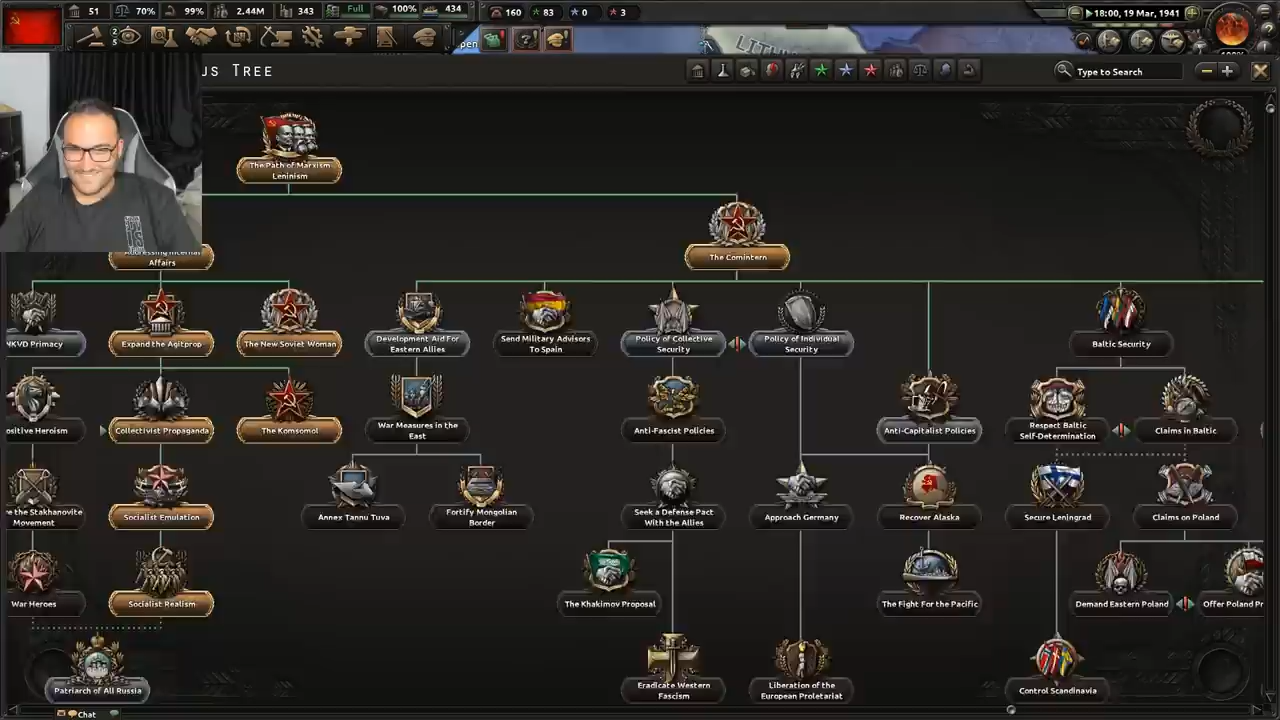 51
70%
99%
2.44M
343
Full
100%
434
160
83
0
3
18:00, 19 Mar, 1941
LITHU
us Tree
Type to Search
The Path of Marxism
Leninism
Affairs
The Comintern
NKVD Primacy
Expand the Agitprop
The New Soviet Woman
Development Aid For
Eastern Allies
Send Military Advisors
To Spain
Policy of Collective
Security
Policy of Individual
Security
Baltic Security
ositive Heroism
Collectivist Propaganda
The Komsomol
War Measures in the
East
Anti-Fascist Policies
Anti-Capitalist Policies
Respect Baltic
Self-Determination
Claims in Baltic
ve the Stakhanovite
Movement
Socialist Emulation
Annex Tannu Tuva
Fortify Mongolian
Border
Seek a Defense Pact
With the Allies
Approach Germany
Recover Alaska
Secure Leningrad
Claims on Poland
War Heroes
Socialist Realism
The Khakimov Proposal
The Fight For the Pacific
Demand Eastern Poland
Offer Poland Pr
Patriarch of All Russia
Eradicate Western
Fascism
Liberation of the
European Proletariat
Control Scandinavia
Chat